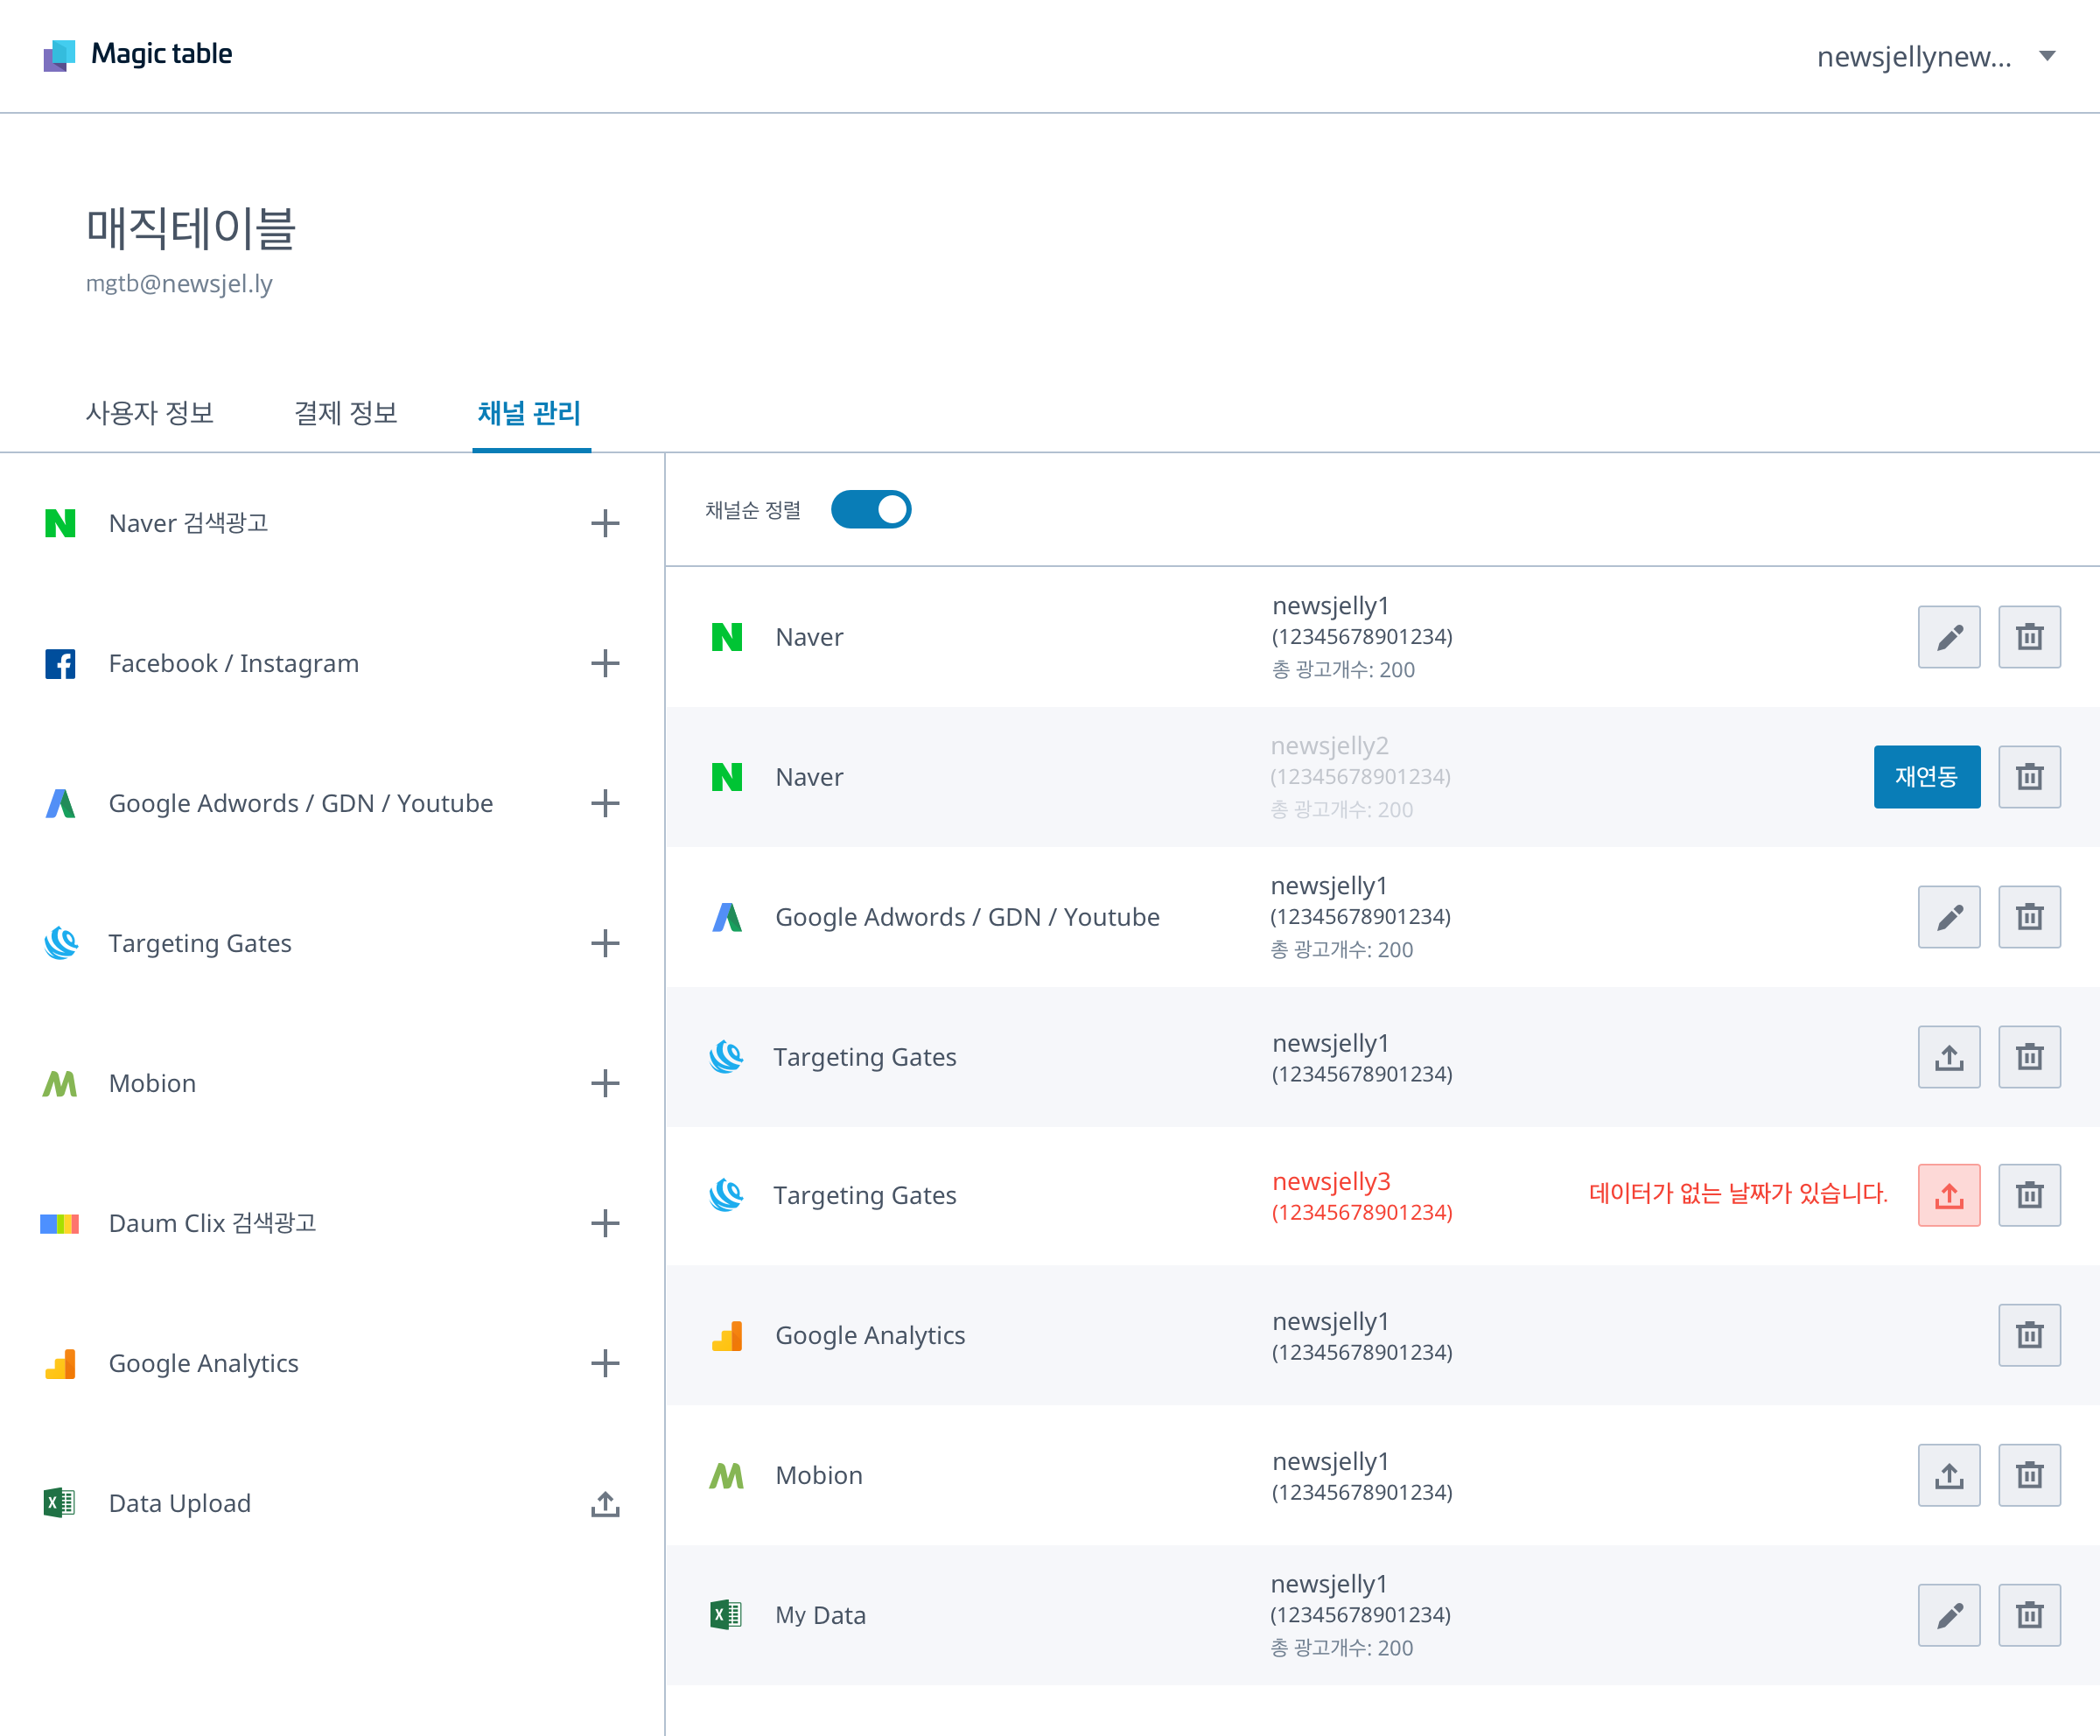 Magic table
newsjellynew...
매직테이블
mgtb@newsjel.ly
사용자 정보
결제 정보
채널 관리
Naver 검색광고
Facebook / Instagram
Google Adwords / GDN / Youtube
Targeting Gates
Mobion
Daum Clix 검색광고
Google Analytics
Data Upload
채널순 정렬
Naver
newsjelly1
(12345678901234)
총 광고개수: 200
Naver
newsjelly2
(12345678901234)
총 광고개수: 200
재연동
Google Adwords / GDN / Youtube
newsjelly1
(12345678901234)
총 광고개수: 200
Targeting Gates
newsjelly1
(12345678901234)
Targeting Gates
newsjelly3
(12345678901234)
데이터가 없는 날짜가 있습니다.
Google Analytics
newsjelly1
(12345678901234)
Mobion
newsjelly1
(12345678901234)
My Data
newsjelly1
(12345678901234)
총 광고개수: 200